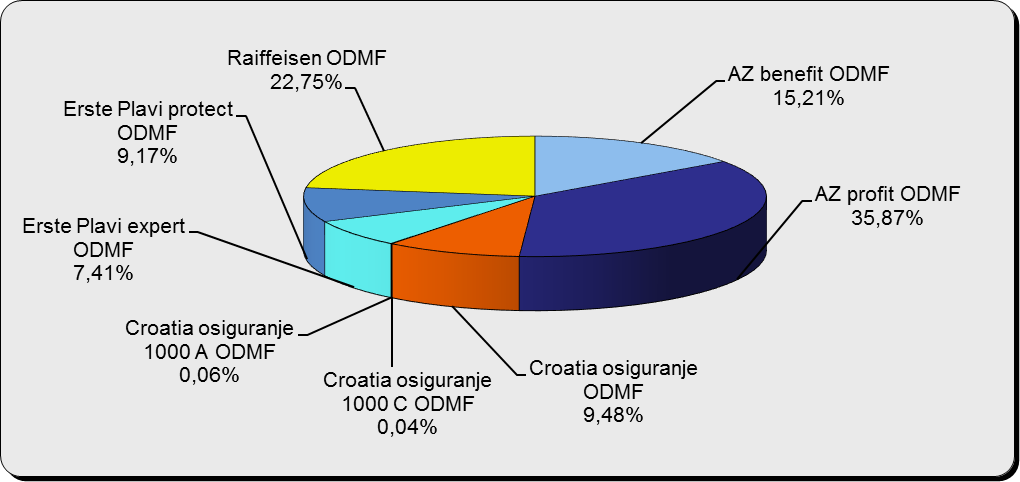 Raiffeisen ODMF
22,75%
AZ benefit ODMF
15,21%
Erste Plavi protect
ODMF
9,17%
AZ profit ODMF
35,87%
Erste Plavi expert
ODMF
7,41%
Croatia osiguranje
1000 A ODMF
0,06%
Croatia osiguranje
1000 C ODMF
0,04%
Croatia osiguranje
ODMF
9,48%